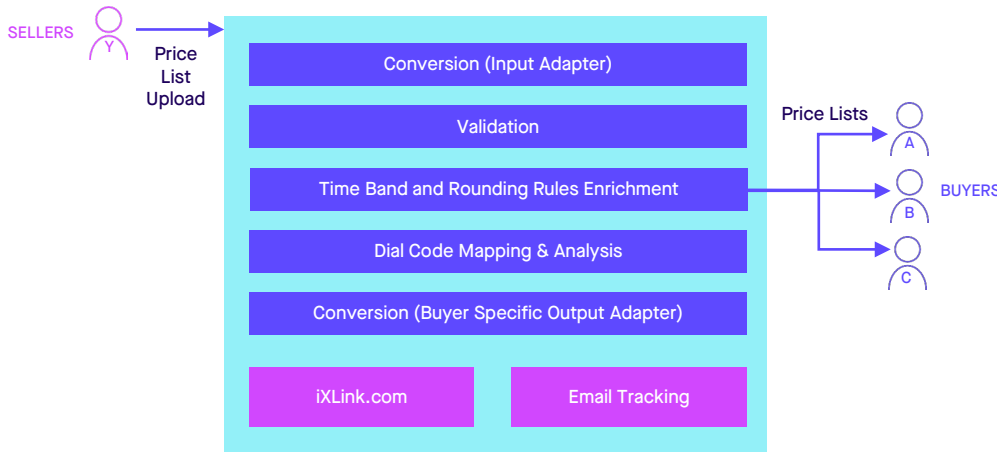 SELLERS
Y
Price
List
Upload
Conversion (Input Adapter)
Validation
Time Band and Rounding Rules Enrichment
Dial Code Mapping & Analysis
Conversion (Buyer Specific Output Adapter)
iXLink.com
Email Tracking
Price Lists
A
B
BUYERS
C